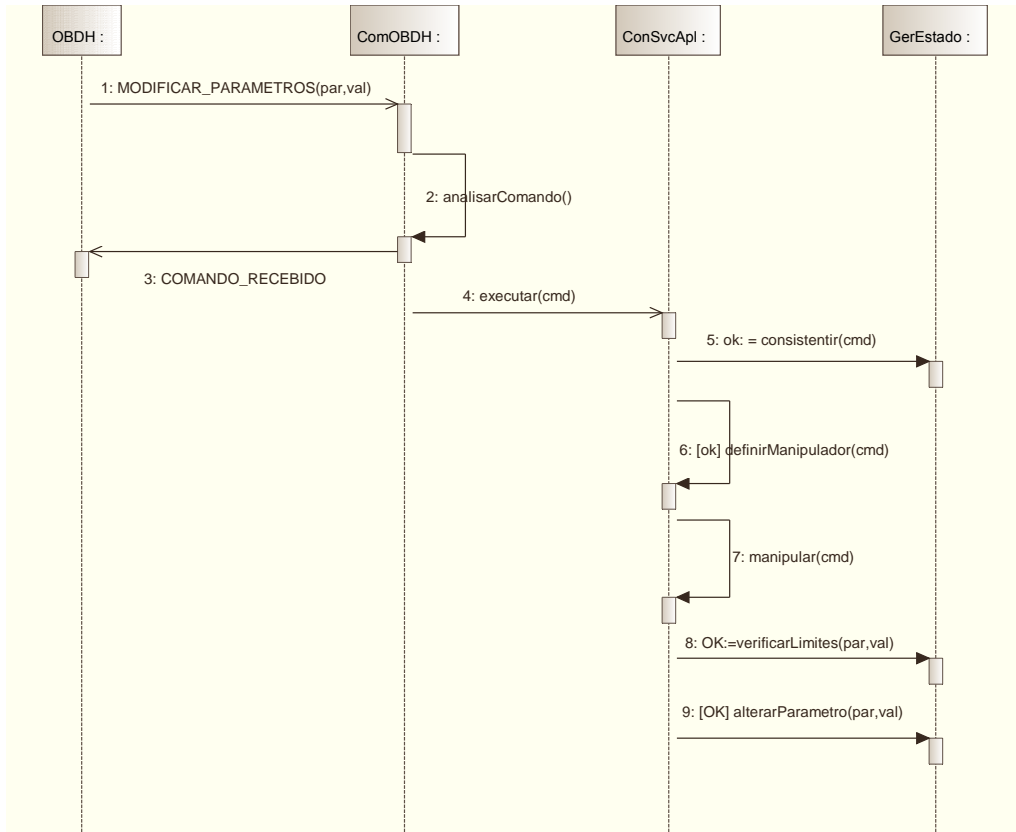 OBDH :
ComOBDH :
ConSvcApl :
GerEstado :
1: MODIFICAR_PARAMETROS(par,val)
2: analisarComando()
3: COMANDO_RECEBIDO
4: executar(cmd)
5: ok: = consistentir(cmd)
6: [ok] definirManipulador(cmd)
7: manipular(cmd)
8: OK:=verificarLimites(par,val)
9: [OK] alterarParametro(par,val)